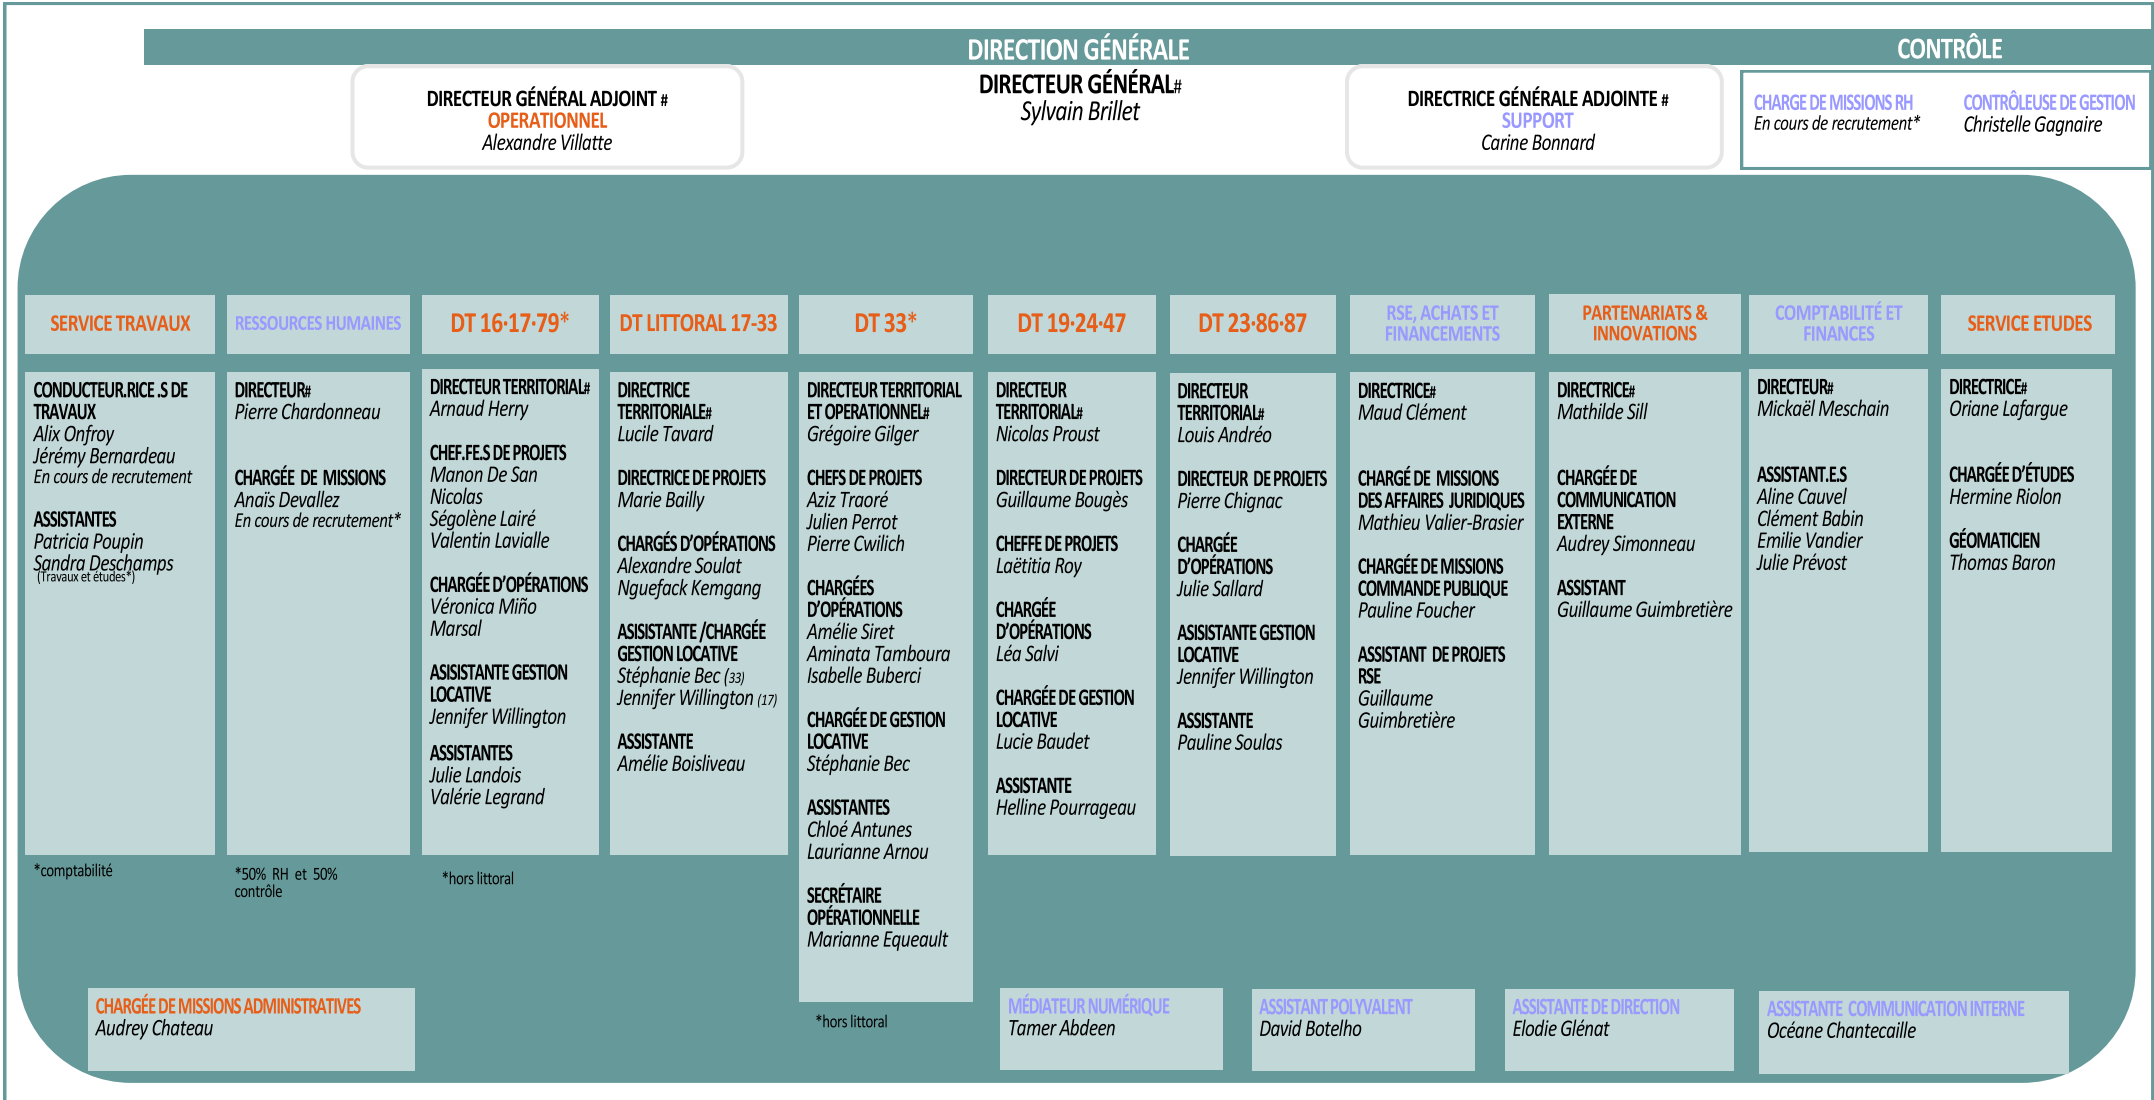 DIRECTION GÉNÉRALE
CONTRÔLE
DIRECTEUR GÉNÉRAL ADJOINT #
OPERATIONNEL
Alexandre Villatte
DIRECTEUR GÉNÉRAL#
Sylvain Brillet
DIRECTRICE GÉNÉRALE ADJOINTE #
SUPPORT
Carine Bonnard
CHARGE DE MISSIONS RH
En cours de recrutement*
CONTRÔLEUSE DE GESTION
Christelle Gagnaire
SERVICE TRAVAUX
CONDUCTEUR.RICE .S DE
TRAVAUX
Alix Onfroy
Jérémy Bernardeau
En cours de recrutement
ASSISTANTES
Patricia Poupin
Sandra Deschamps
(Travaux et études*)
*comptabilité
RESSOURCES HUMAINES
DIRECTEUR#
Pierre Chardonneau
CHARGÉE DE MISSIONS
Anaïs Devallez
En cours de recrutement*
*50% RH et 50%
contrôle
DT 16·17·79*
DIRECTEUR TERRITORIAL#
Arnaud Herry
CHEF.FE.S DE PROJETS
Manon De San
Nicolas
Ségolène Lairé
Valentin Lavialle
CHARGÉE D’OPÉRATIONS
Véronica Miño
Marsal
ASISISTANTE GESTION
LOCATIVE
Jennifer Willington
ASSISTANTES
Julie Landois
Valérie Legrand
*hors littoral
DT LITTORAL 17-33
DIRECTRICE
TERRITORIALE#
Lucile Tavard
DIRECTRICE DE PROJETS
Marie Bailly
CHARGÉS D’OPÉRATIONS
Alexandre Soulat
Nguefack Kemgang
ASISISTANTE /CHARGÉE
GESTION LOCATIVE
Stéphanie Bec (33)
Jennifer Willington (17)
ASSISTANTE
Amélie Boisliveau
DT 33*
DIRECTEUR TERRITORIAL
ET OPERATIONNEL#
Grégoire Gilger
CHEFS DE PROJETS
Aziz Traoré
Julien Perrot
Pierre Cwilich
CHARGÉES
D’OPÉRATIONS
Amélie Siret
Aminata Tamboura
Isabelle Buberci
CHARGÉE DE GESTION
LOCATIVE
Stéphanie Bec
ASSISTANTES
Chloé Antunes
Laurianne Arnou
SECRÉTAIRE
OPÉRATIONNELLE
Marianne Equeault
*hors littoral
DT 19·24·47
DIRECTEUR
TERRITORIAL#
Nicolas Proust
DIRECTEUR DE PROJETS
Guillaume Bougès
CHEFFE DE PROJETS
Laëtitia Roy
CHARGÉE
D’OPÉRATIONS
Léa Salvi
CHARGÉE DE GESTION
LOCATIVE
Lucie Baudet
ASSISTANTE
Helline Pourrageau
DT 23·86·87
DIRECTEUR
TERRITORIAL#
Louis Andréo
DIRECTEUR DE PROJETS
Pierre Chignac
CHARGÉE
D’OPÉRATIONS
Julie Sallard
ASISISTANTE GESTION
LOCATIVE
Jennifer Willington
ASSISTANTE
Pauline Soulas
RSE, ACHATS ET
FINANCEMENTS
DIRECTRICE#
Maud Clément
CHARGÉ DE MISSIONS
DES AFFAIRES JURIDIQUES
Mathieu Valier-Brasier
CHARGÉE DE MISSIONS
COMMANDE PUBLIQUE
Pauline Foucher
ASSISTANT DE PROJETS
RSE
Guillaume
Guimbretière
PARTENARIATS &
INNOVATIONS
DIRECTRICE#
Mathilde Sill
CHARGÉE DE
COMMUNICATION
EXTERNE
Audrey Simonneau
ASSISTANT
Guillaume Guimbretière
COMPTABILITÉ ET
FINANCES
DIRECTEUR#
Mickaël Meschain
ASSISTANT.E.S
Aline Cauvel
Clément Babin
Emilie Vandier
Julie Prévost
SERVICE ETUDES
DIRECTRICE#
Oriane Lafargue
CHARGÉE D’ÉTUDES
Hermine Riolon
GÉOMATICIEN
Thomas Baron
CHARGÉE DE MISSIONS ADMINISTRATIVES
Audrey Chateau
MÉDIATEUR NUMÉRIQUE
Tamer Abdeen
ASSISTANT POLYVALENT
David Botelho
ASSISTANTE DE DIRECTION
Elodie Glénat
ASSISTANTE COMMUNICATION INTERNE
Océane Chantecaille